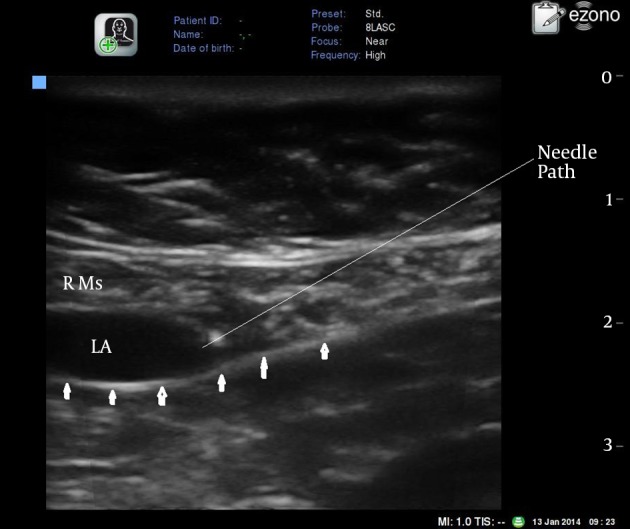 Patient ID: -
Name: -, -
Date of birth: -
Preset: Std.
Probe: 8LASC
Focus: Near
Frequency: High
ezono
0
Needle
Path
1
R Ms
2
LA
3
MI: 1.0 TIS: -- 13 Jan 2014 09 : 23